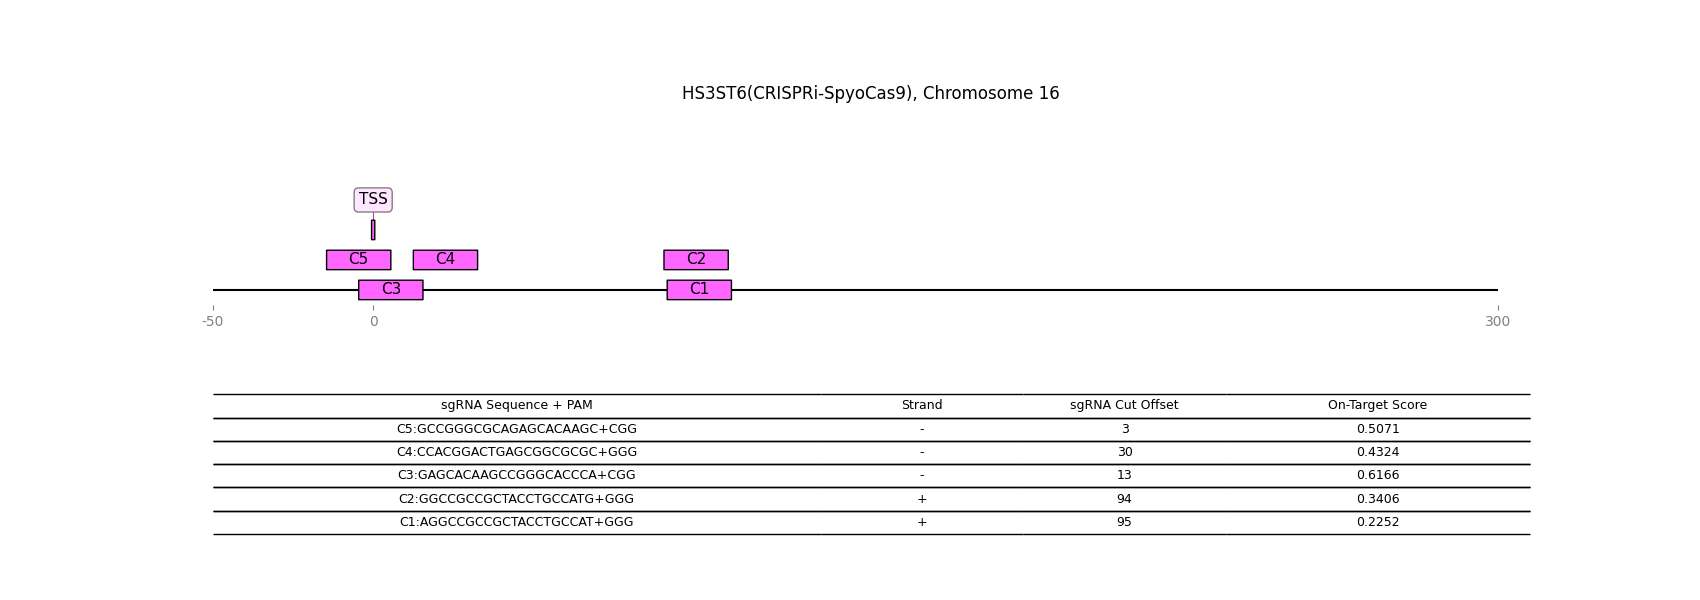 HS3ST6(CRISPRi-SpyoCas9), Chromosome 16
TSS
C5 C4 C2
C3 C1
-50 0 300
sgRNA Sequence + PAM Strand sgRNA Cut Offset On-Target Score
C5:GCCGGGCGCAGAGCACAAGC+CGG - 3 0.5071
C4:CCACGGACTGAGCGGCGCGC+GGG - 30 0.4324
C3:GAGCACAAGCCGGGCACCCA+CGG - 13 0.6166
C2:GGCCGCCGCTACCTGCCATG+GGG + 94 0.3406
C1:AGGCCGCCGCTACCTGCCAT+GGG + 95 0.2252